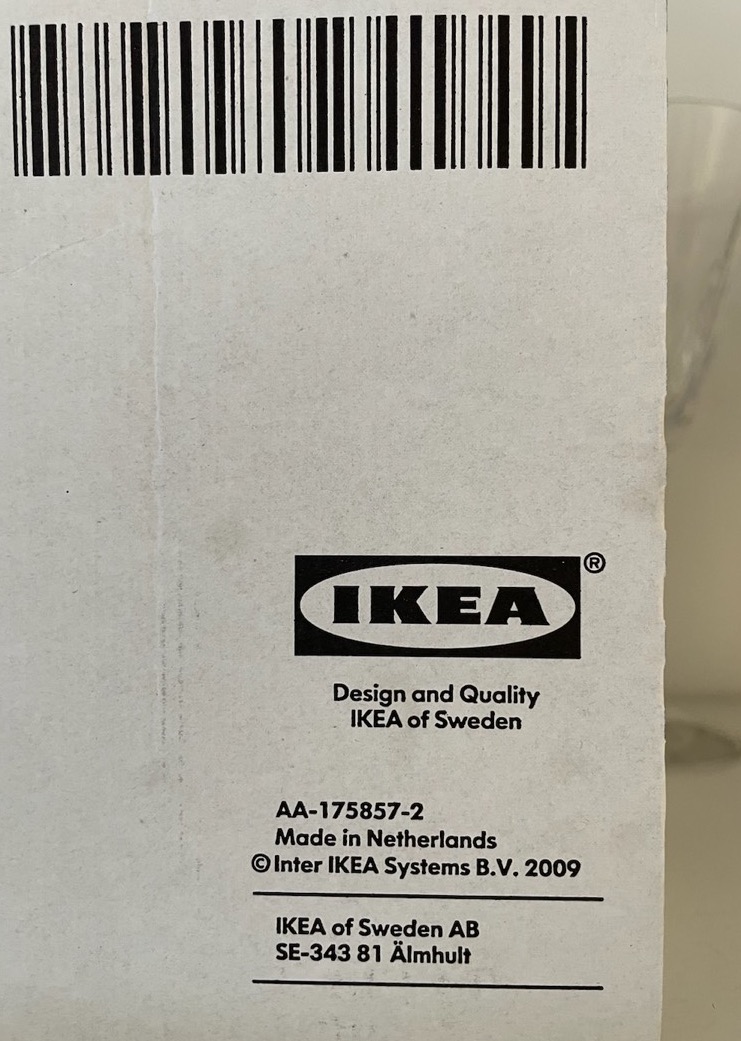 IKEA®
Design and Quality
IKEA of Sweden
AA-175857-2
Made in Netherlands
© Inter IKEA Systems B.V. 2009
IKEA of Sweden AB
SE-343 81 Älmhult